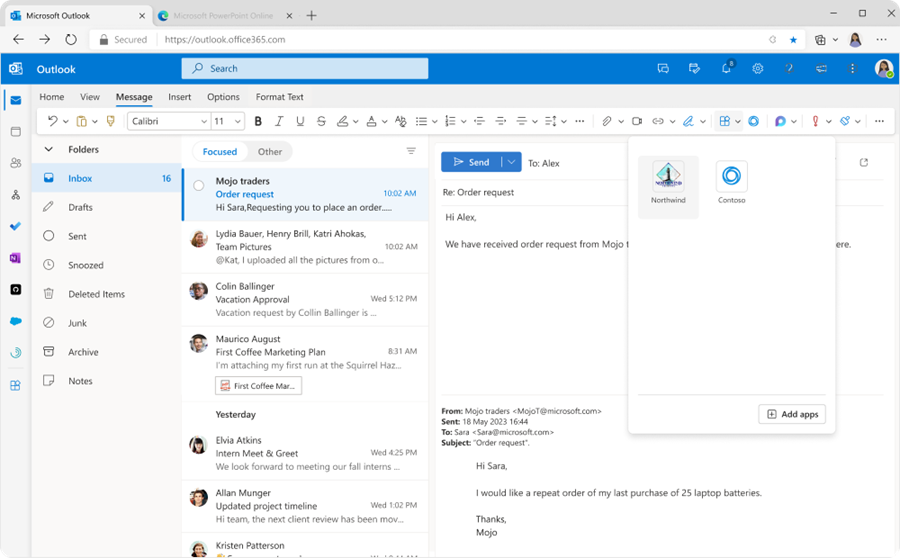 Microsoft Outlook
Microsoft PowerPoint Online
Secured
https://outlook.office365.com
Outlook
Search
8
Home View Message Insert Options Format Text
Calibri 11
B I U S
Folders
Inbox 16
Drafts
Sent
Snoozed
Deleted Items
Junk
Archive
Notes
Focused Other
Mojo traders
Order request 10:02 AM
Hi Sara,Requesting you to place an order.....
Lydia Bauer, Henry Brill, Katri Ahokas,
Team Pictures 10:02 AM
@Kat, I uploaded all the pictures from o...
Colin Ballinger
Vacation Approval Wed 5:12 PM
Vacation request by Collin Ballinger is ...
Maurico August
First Coffee Marketing Plan 8:31 AM
I'm attaching my first run at the Squirrel Haz...
First Coffee Mar...
Yesterday
Elvia Atkins
Intern Meet & Greet Wed 4:25 PM
We look forward to meeting our fall interns ...
Allan Munger
Updated project timeline Wed 1:02 PM
Hi team, the next client review has been mov...
Kristen Patterson
Send To: Alex
Re: Order request
Hi Alex,
We have received order request from Mojo t ere.
Northwind Contoso
Add apps
From: Mojo traders <MojoT@microsoft.com>
Sent: 18 May 2023 16:44
To: Sara <Sara@microsoft.com>
Subject: "Order request".
Hi Sara,
I would like a repeat order of my last purchase of 25 laptop batteries.
Thanks,
Mojo